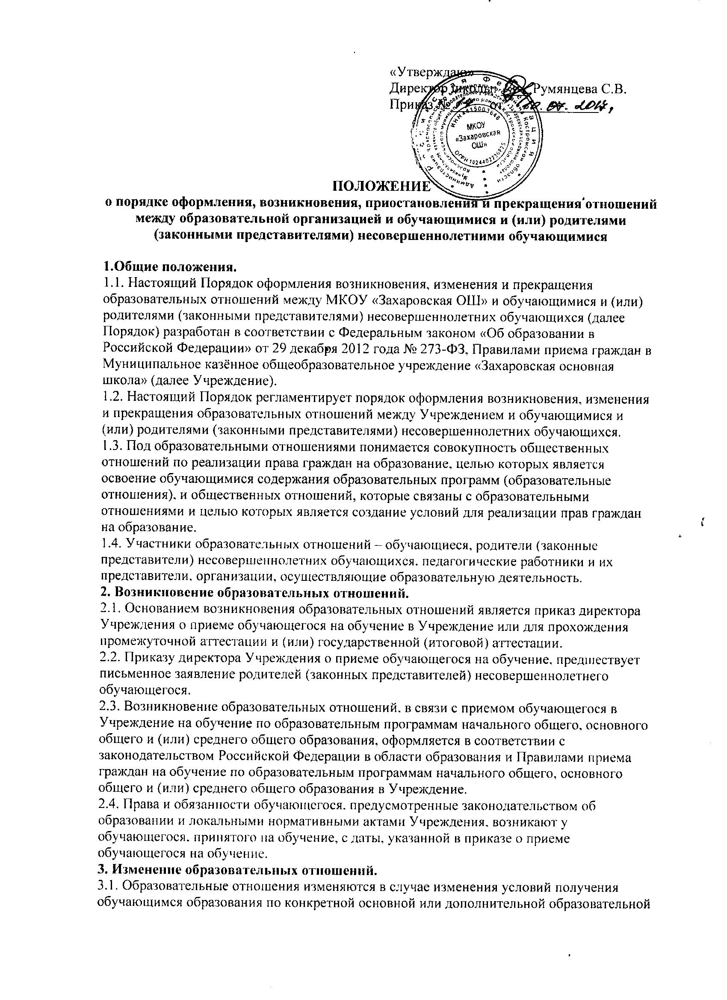 «Утверждаю»
Директор школы: Румянцева С.В.
Приказ № от 07. 2017,
Российская Федерация
ИНН 4415003648
МКОУ
«Захаровская
ОШ»
ПОЛОЖЕНИЕ
о порядке оформления, возникновения, приостановления и прекращения отношений
между образовательной организацией и обучающимися и (или) родителями
(законными представителями) несовершеннолетними обучающимися
1.Общие положения.
1.1. Настоящий Порядок оформления возникновения, изменения и прекращения
образовательных отношений между МКОУ «Захаровская ОШ» и обучающимися и (или)
родителями (законными представителями) несовершеннолетних обучающихся (далее
Порядок) разработан в соответствии с Федеральным законом «Об образовании в
Российской Федерации» от 29 декабря 2012 года № 273-ФЗ, Правилами приема граждан в
Муниципальное казённое общеобразовательное учреждение «Захаровская основная
школа» (далее Учреждение).
1.2. Настоящий Порядок регламентирует порядок оформления возникновения, изменения
и прекращения образовательных отношений между Учреждением и обучающимися и
(или) родителями (законными представителями) несовершеннолетних обучающихся.
1.3. Под образовательными отношениями понимается совокупность общественных
отношений по реализации права граждан на образование, целью которых является
освоение обучающимися содержания образовательных программ (образовательные
отношения), и общественных отношений, которые связаны с образовательными
отношениями и целью которых является создание условий для реализации прав граждан
на образование.
1.4. Участники образовательных отношений – обучающиеся, родители (законные
представители) несовершеннолетних обучающихся, педагогические работники и их
представители, организации, осуществляющие образовательную деятельность.
2. Возникновение образовательных отношений.
2.1. Основанием возникновения образовательных отношений является приказ директора
Учреждения о приеме обучающегося на обучение в Учреждение или для прохождения
промежуточной аттестации и (или) государственной (итоговой) аттестации.
2.2. Приказу директора Учреждения о приеме обучающегося на обучение, предшествует
письменное заявление родителей (законных представителей) несовершеннолетнего
обучающегося.
2.3. Возникновение образовательных отношений, в связи с приемом обучающегося в
Учреждение на обучение по образовательным программам начального общего, основного
общего и (или) среднего общего образования, оформляется в соответствии с
законодательством Российской Федерации в области образования и Правилами приема
граждан на обучение по образовательным программам начального общего, основного
общего и (или) среднего общего образования в Учреждение.
2.4. Права и обязанности обучающегося, предусмотренные законодательством об
образовании и локальными нормативными актами Учреждения, возникают у
обучающегося, принятого на обучение, с даты, указанной в приказе о приеме
обучающегося на обучение.
3. Изменение образовательных отношений.
3.1. Образовательные отношения изменяются в случае изменения условий получения
обучающимся образования по конкретной основной или дополнительной образовательной